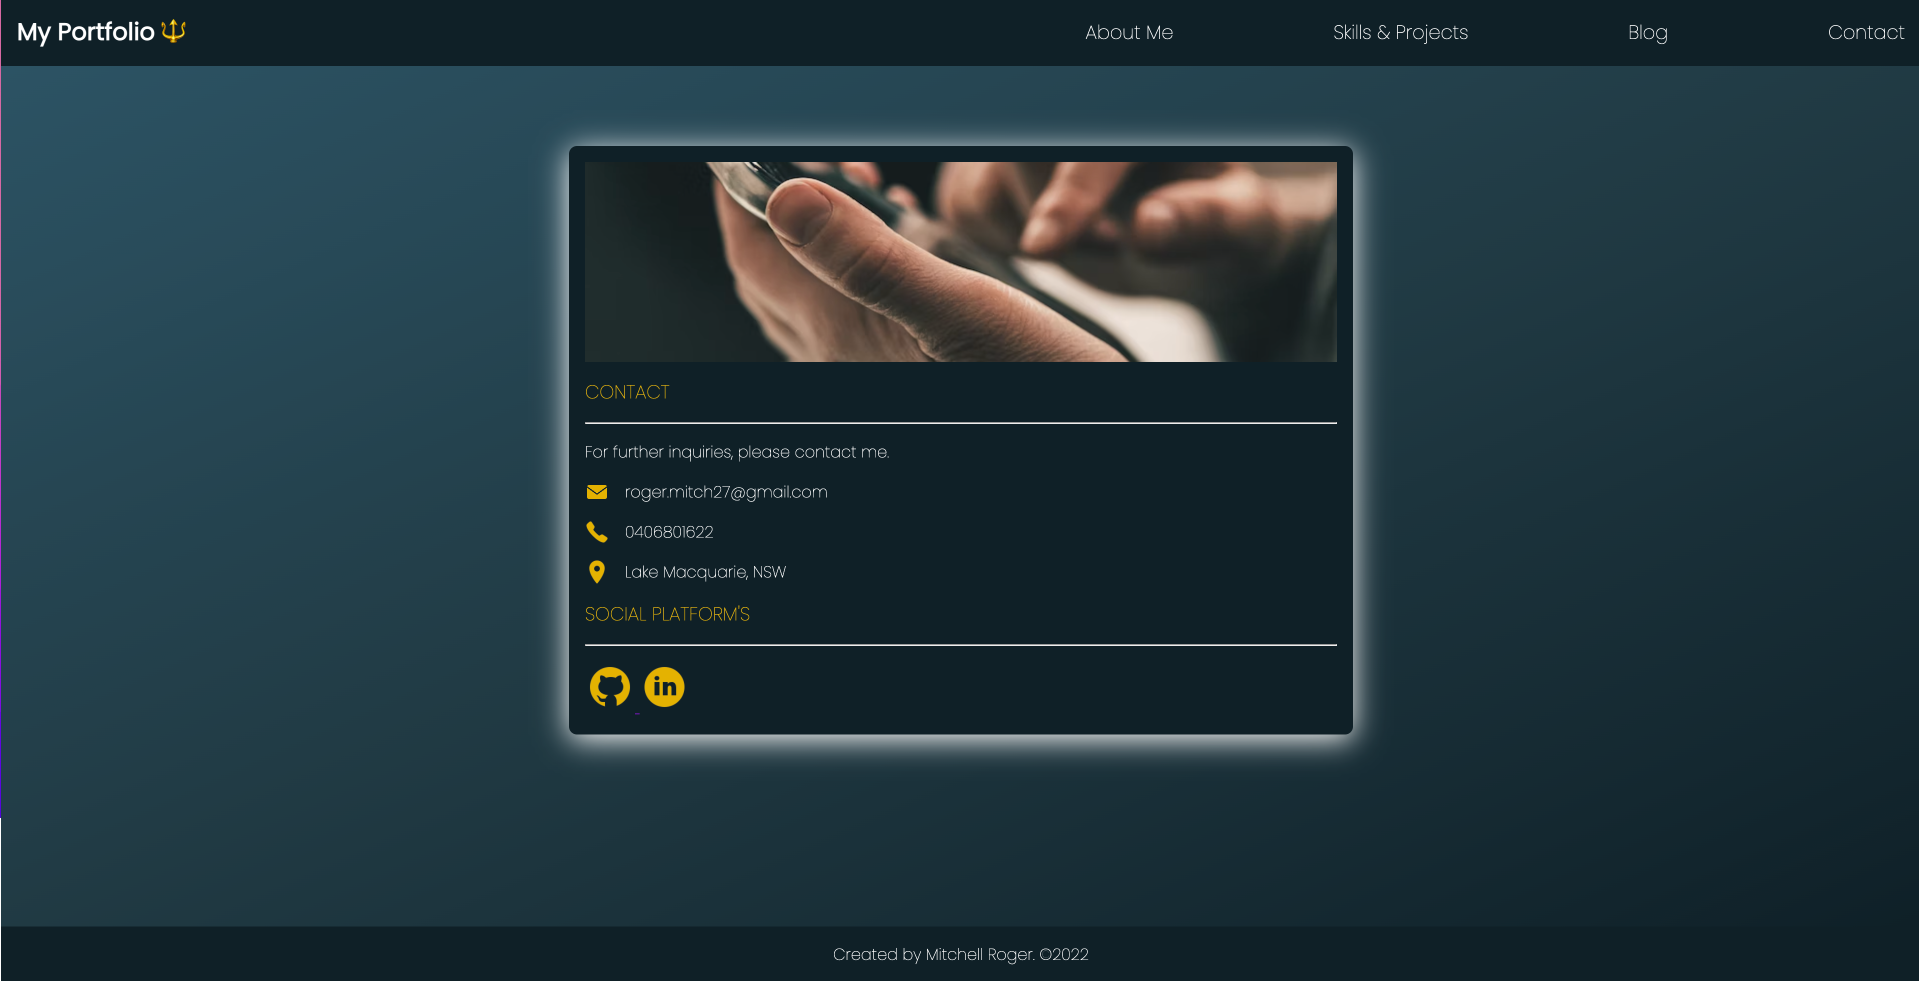 My Portfolio 🔱
About Me
Skills & Projects
Blog
Contact
CONTACT
For further inquiries, please contact me.
roger.mitch27@gmail.com
0406801622
Lake Macquarie, NSW
SOCIAL PLATFORM'S
in
Created by Mitchell Roger. ©2022